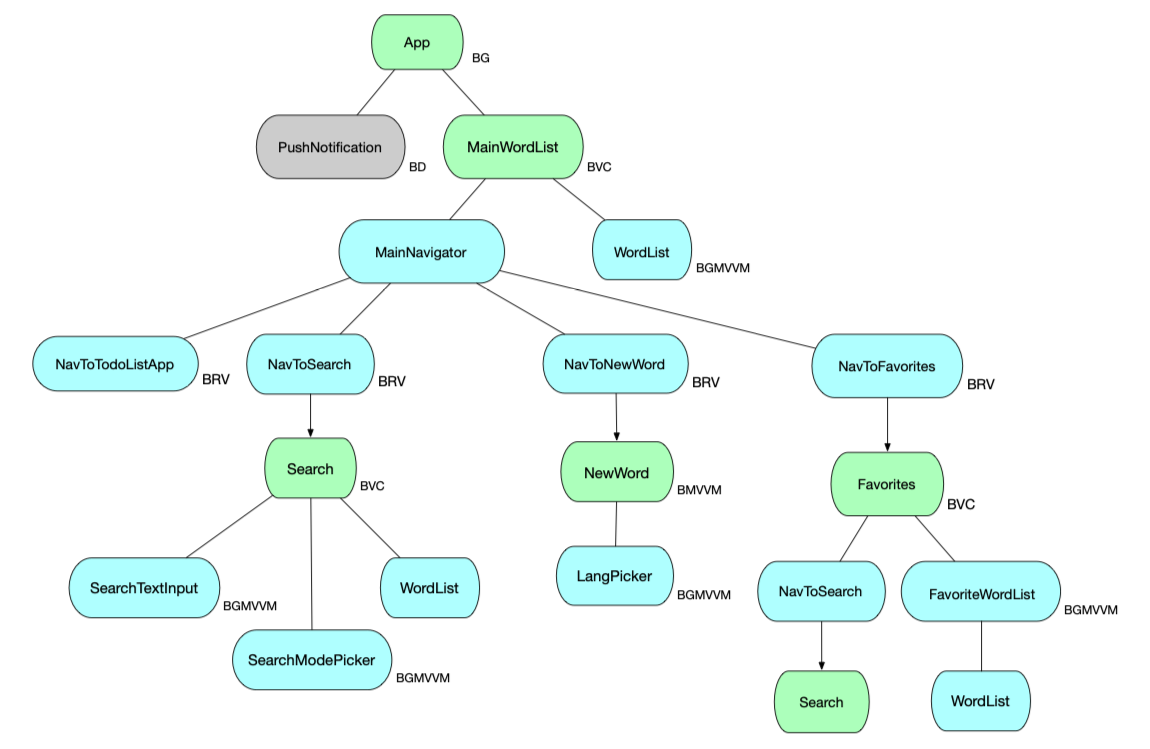 App
BG
PushNotification
BD
MainWordList
BVC
MainNavigator
WordList
BGMVVM
NavToTodoListApp
BRV
NavToSearch
BRV
NavToNewWord
BRV
NavToFavorites
BRV
Search
BVC
NewWord
BMVVM
Favorites
BVC
SearchTextInput
BGMVVM
WordList
LangPicker
BGMVVM
NavToSearch
FavoriteWordList
BGMVVM
SearchModePicker
BGMVVM
Search
WordList